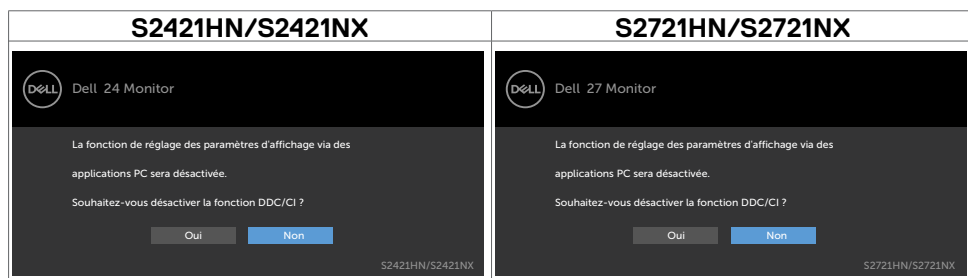 S2421HN/S2421NX
DELL
Dell 24 Monitor
La fonction de réglage des paramètres d'affichage via des
applications PC sera désactivée.
Souhaitez-vous désactiver la fonction DDC/CI ?
Oui
Non
S2421HN/S2421NX
S2721HN/S2721NX
DELL
Dell 27 Monitor
La fonction de réglage des paramètres d'affichage via des
applications PC sera désactivée.
Souhaitez-vous désactiver la fonction DDC/CI ?
Oui
Non
S2721HN/S2721NX